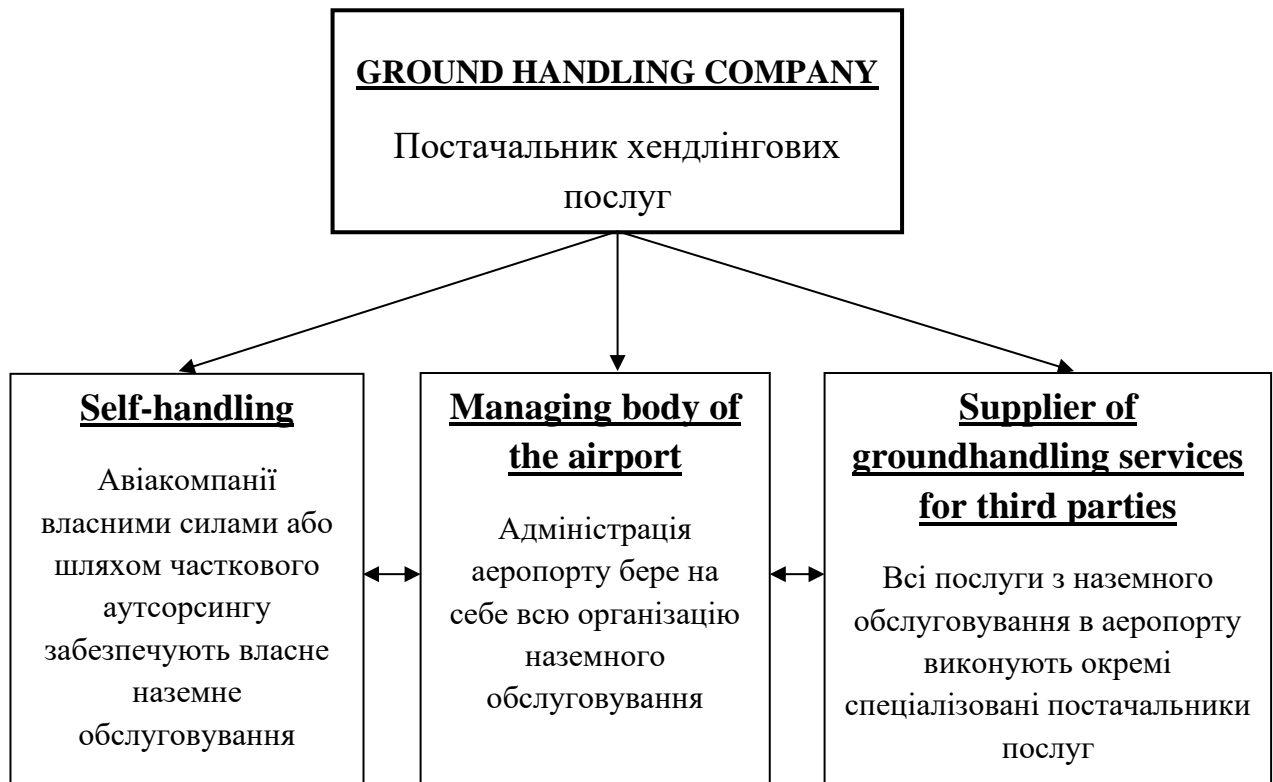 GROUND HANDLING COMPANY
Постачальник хендлінгових
послуг
Self-handling
Авіакомпанії
власними силами або
шляхом часткового
аутсорсингу
забезпечують власне
наземне
обслуговування
Managing body of
the airport
Адміністрація
аеропорту бере на
себе всю організацію
наземного
обслуговування
Supplier of
groundhandling services
for third parties
Всі послуги з наземного
обслуговування в аеропорту
виконують окремі
спеціалізовані постачальники
послуг